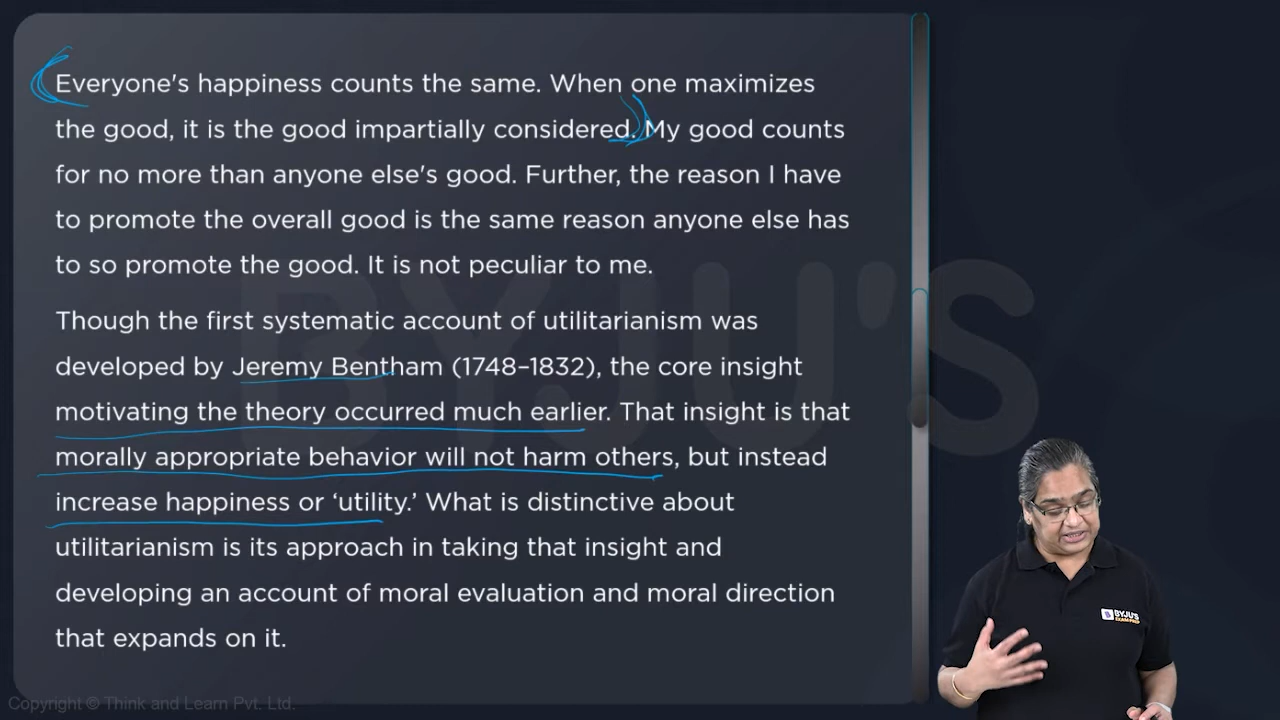 Everyone's happiness counts the same. When one maximizes
the good, it is the good impartially considered. My good counts
for no more than anyone else's good. Further, the reason I have
to promote the overall good is the same reason anyone else has
to so promote the good. It is not peculiar to me.
Though the first systematic account of utilitarianism was
developed by Jeremy Bentham (1748–1832), the core insight
motivating the theory occurred much earlier. That insight is that
morally appropriate behavior will not harm others, but instead
increase happiness or ‘utility.’ What is distinctive about
utilitarianism is its approach in taking that insight and
developing an account of moral evaluation and moral direction
that expands on it.
BYJU'S
BYJU'S
EXAM PREP
Copyright © Think and Learn Pvt. Ltd.